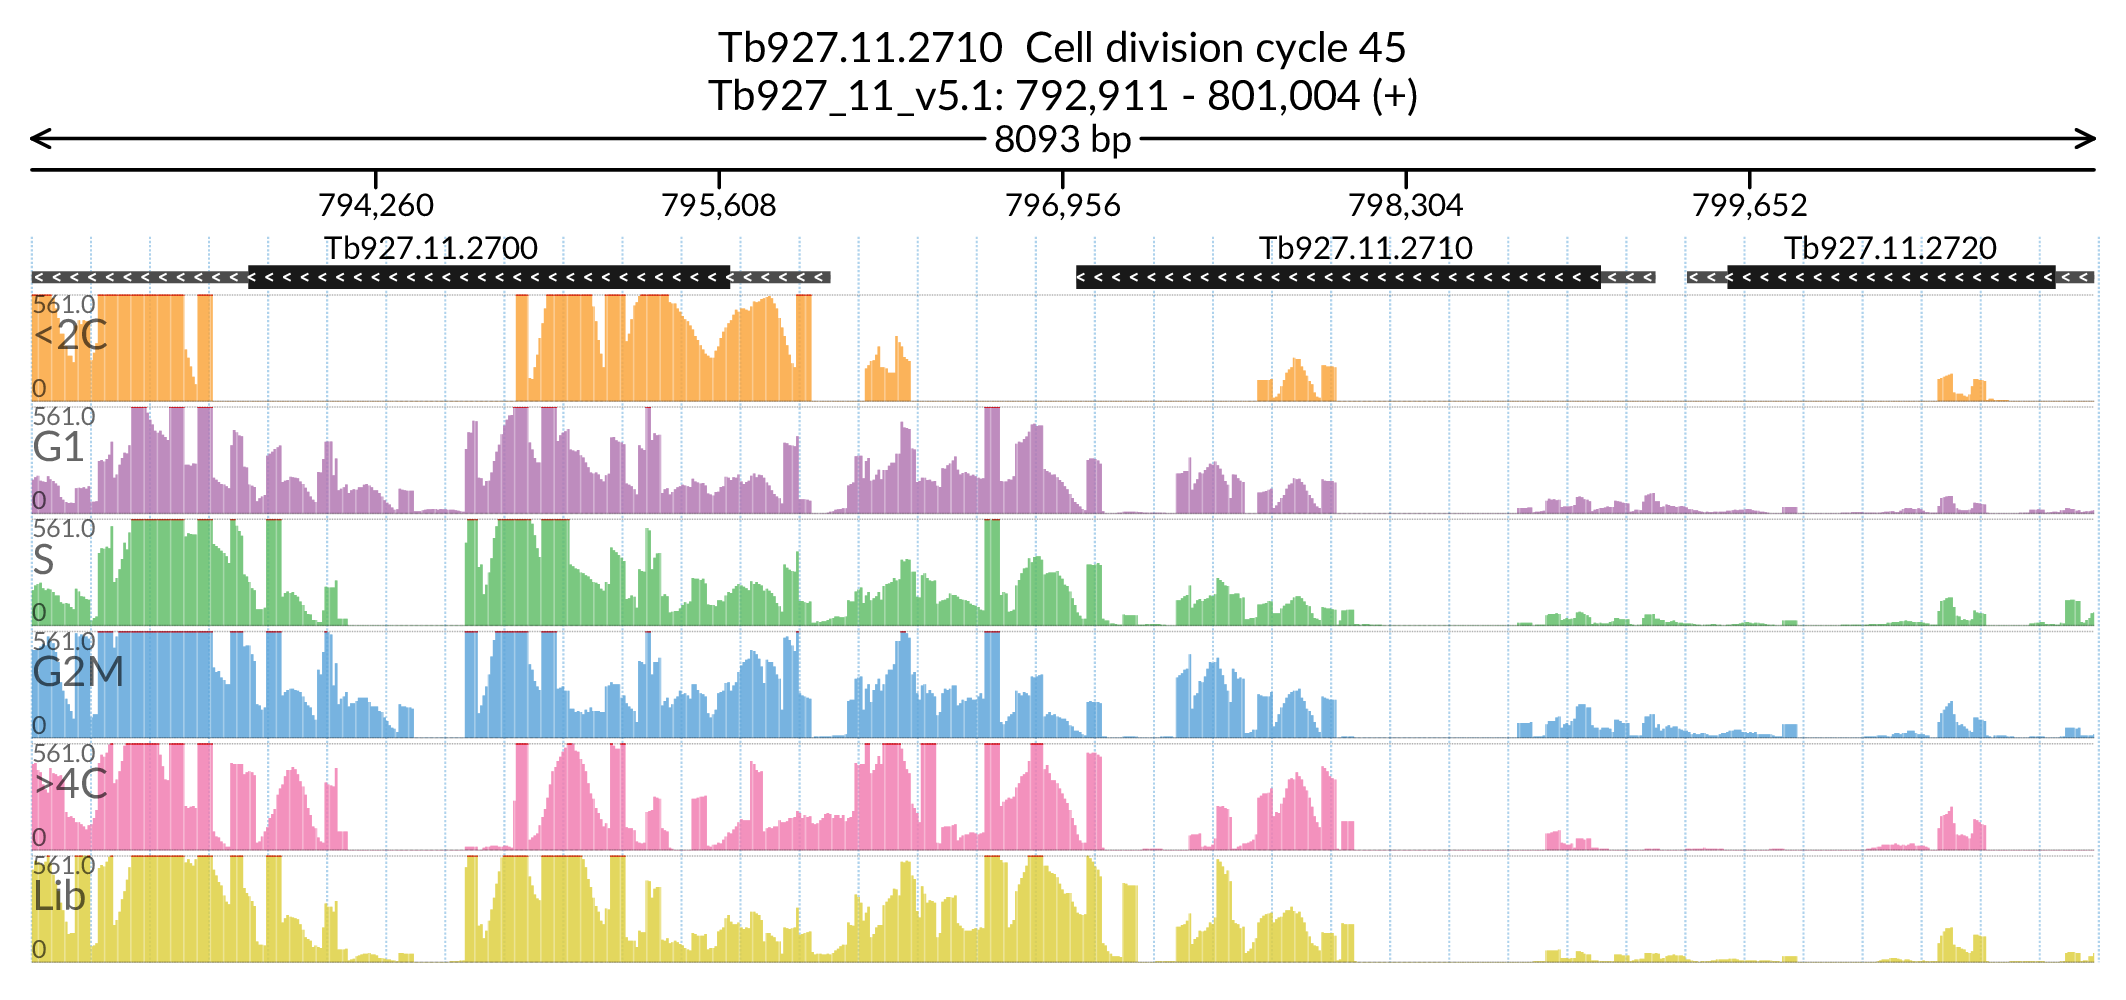 Tb927.11.2710  Cell division cycle 45
Tb927_11_v5.1: 792,911 - 801,004 (+)
8093 bp
794,260 795,608 796,956 798,304 799,652
Tb927.11.2700 Tb927.11.2710 Tb927.11.2720
561.0
<2C
0
561.0
G1
0
561.0
S
0
561.0
G2M
0
561.0
>4C
0
561.0
Lib
0